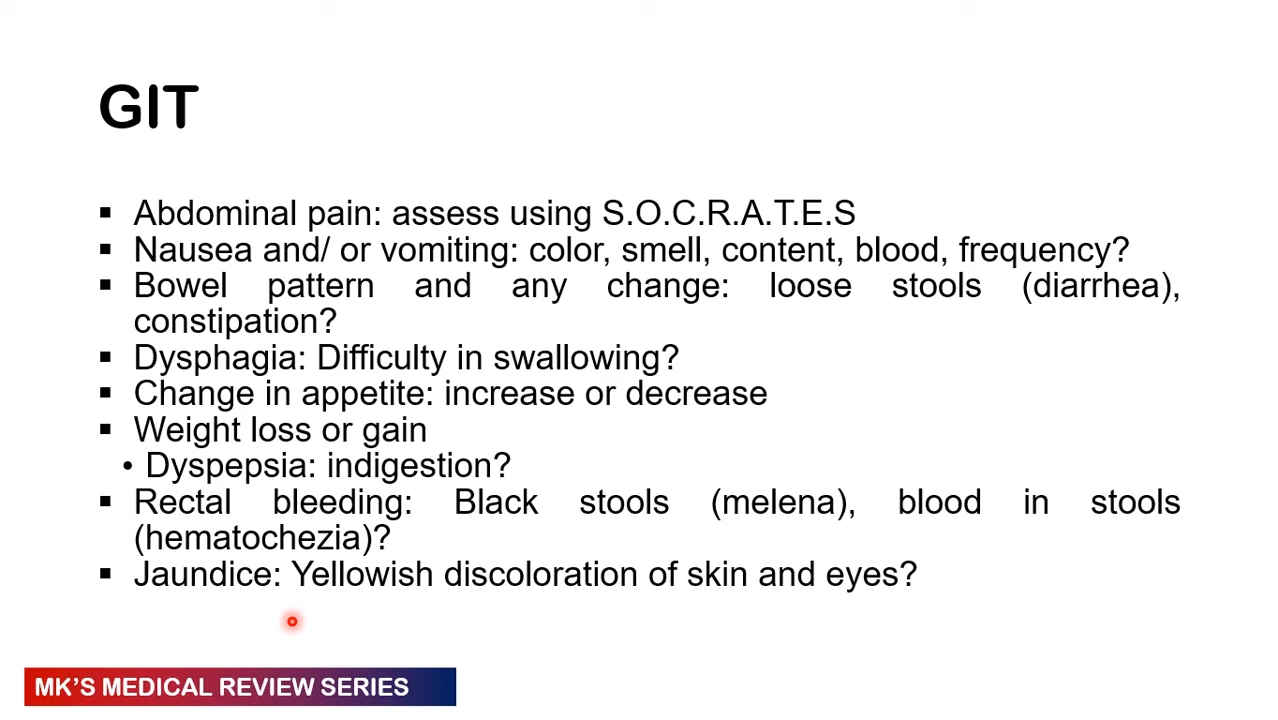 GIT
▪ Abdominal pain: assess using S.O.C.R.A.T.E.S
▪ Nausea and/ or vomiting: color, smell, content, blood, frequency?
▪ Bowel pattern and any change: loose stools (diarrhea),
constipation?
▪ Dysphagia: Difficulty in swallowing?
▪ Change in appetite: increase or decrease
▪ Weight loss or gain
• Dyspepsia: indigestion?
▪ Rectal bleeding: Black stools (melena), blood in stools
(hematochezia)?
▪ Jaundice: Yellowish discoloration of skin and eyes?
MK’S MEDICAL REVIEW SERIES